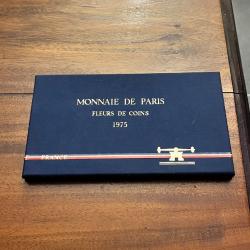 MONNAIE DE PARIS
FLEURS DE COINS
1975
FRANCE